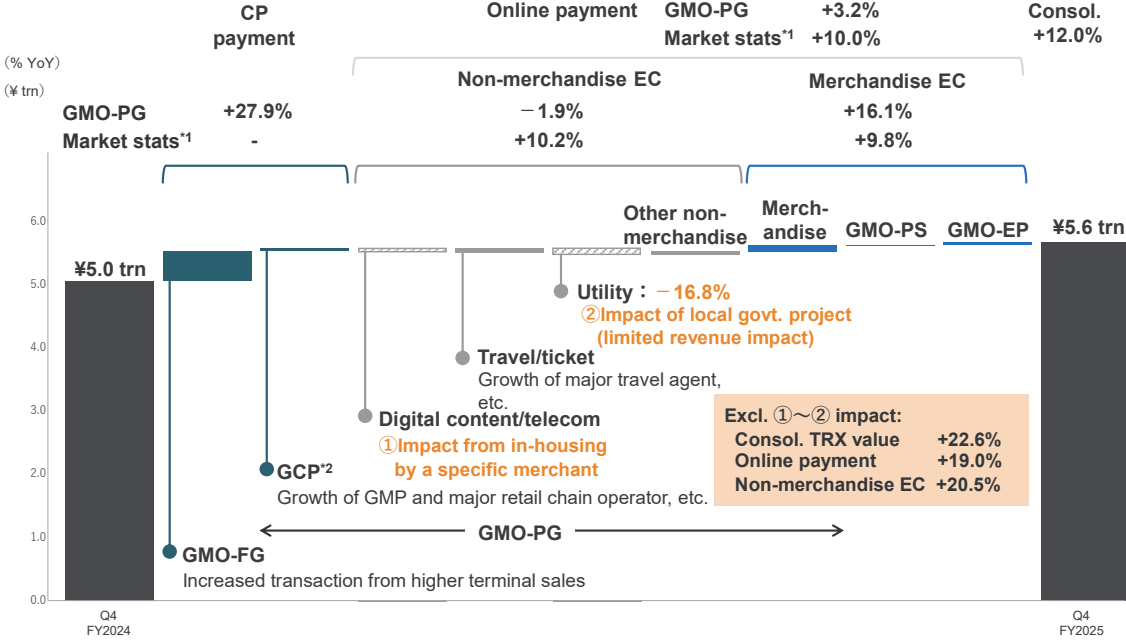 CP
payment
Online payment
GMO-PG +3.2%
Market stats*1 +10.0%
Consol.
+12.0%
(% YoY)
(¥ trn)
Non-merchandise EC
Merchandise EC
GMO-PG +27.9% －1.9% +16.1%
Market stats*1 - +10.2% +9.8%
6.0
5.0
4.0
3.0
2.0
1.0
0.0
¥5.0 trn
Other non-
merchandise
Merch-
andise
GMO-PS
GMO-EP
¥5.6 trn
Utility：－16.8%
②Impact of local govt. project
(limited revenue impact)
Travel/ticket
Growth of major travel agent,
etc.
Digital content/telecom
①Impact from in-housing
by a specific merchant
GCP*2
Growth of GMP and major retail chain operator, etc.
Excl. ①～② impact:
Consol. TRX value +22.6%
Online payment +19.0%
Non-merchandise EC +20.5%
GMO-PG
GMO-FG
Increased transaction from higher terminal sales
Q4
FY2024
Q4
FY2025